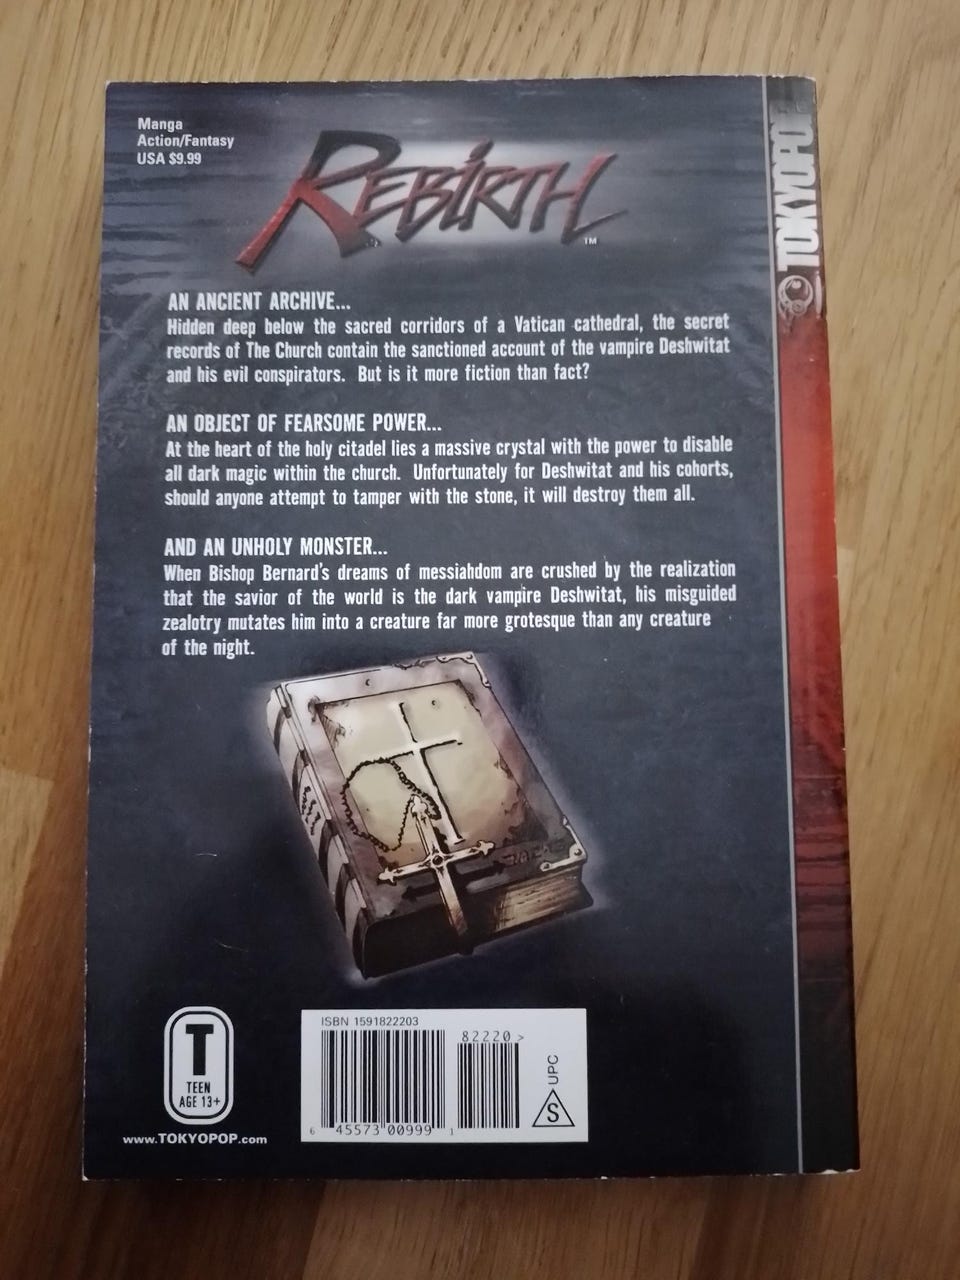 Manga
Action/Fantasy
USA $9.99
REBIRTH™
TOKYOPOP
AN ANCIENT ARCHIVE...
Hidden deep below the sacred corridors of a Vatican cathedral, the secret
records of The Church contain the sanctioned account of the vampire Deshwitat
and his evil conspirators. But is it more fiction than fact?
AN OBJECT OF FEARSOME POWER...
At the heart of the holy citadel lies a massive crystal with the power to disable
all dark magic within the church. Unfortunately for Deshwitat and his cohorts,
should anyone attempt to tamper with the stone, it will destroy them all.
AND AN UNHOLY MONSTER...
When Bishop Bernard's dreams of messiahdom are crushed by the realization
that the savior of the world is the dark vampire Deshwitat, his misguided
zealotry mutates him into a creature far more grotesque than any creature
of the night.
T
TEEN
AGE 13+
www.TOKYOPOP.com
ISBN 1591822203
82220 >
6 45573 00999 1
UPC
S